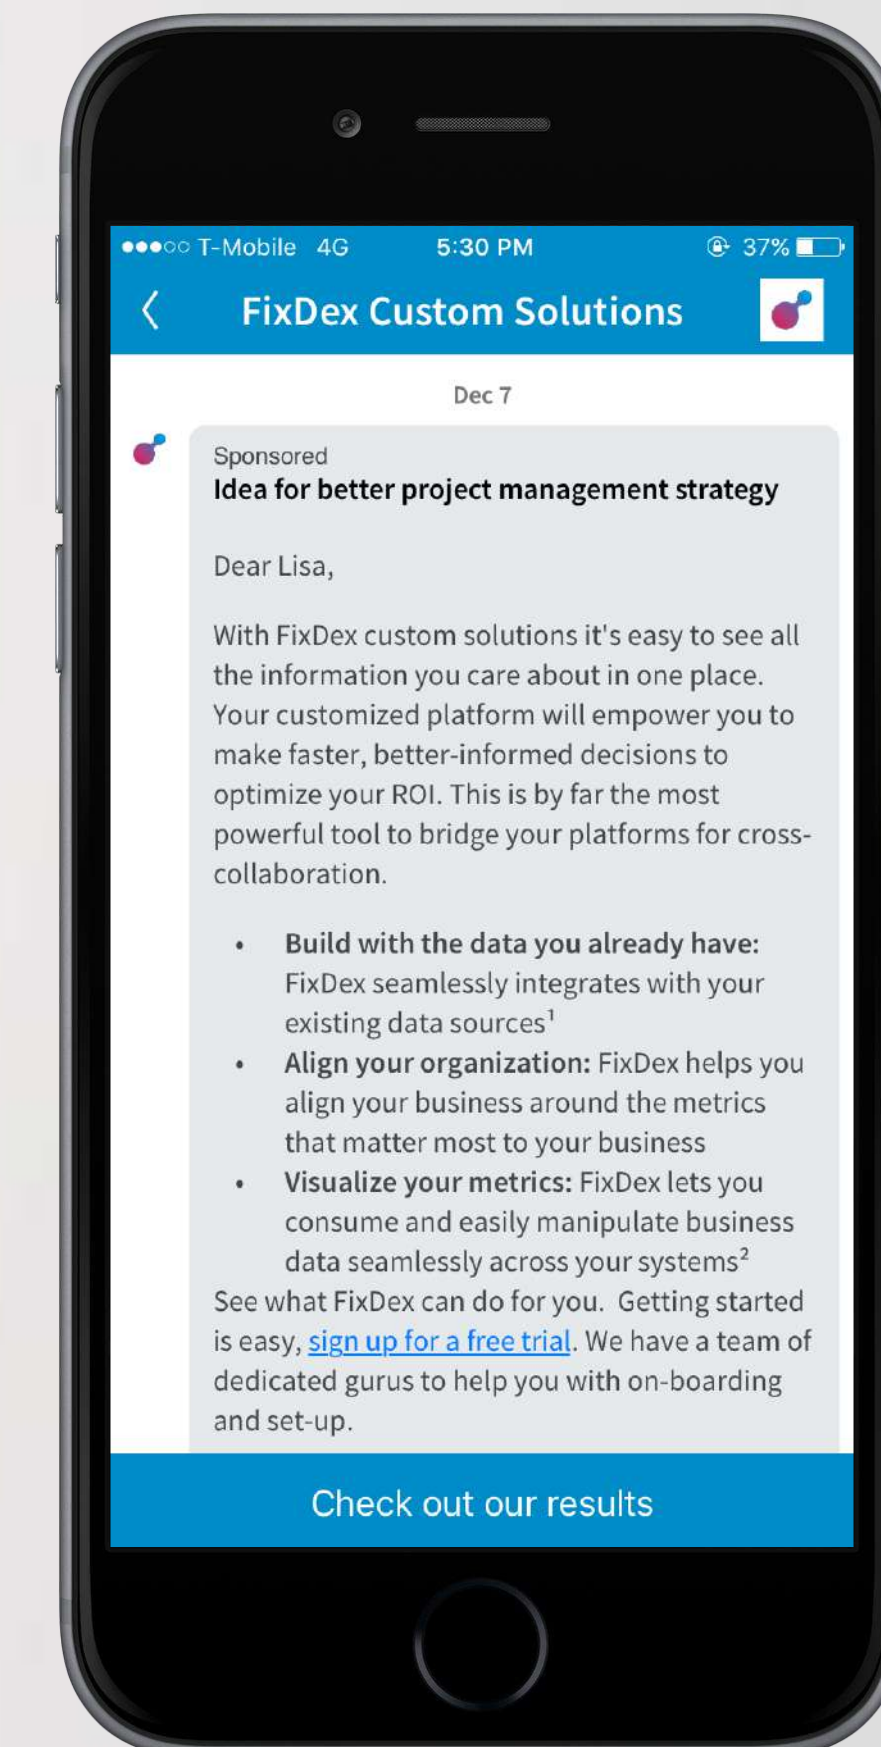 ●●●○○ T-Mobile 4G 5:30 PM 37%
FixDex Custom Solutions
Dec 7
Sponsored
Idea for better project management strategy
Dear Lisa,
With FixDex custom solutions it's easy to see all
the information you care about in one place.
Your customized platform will empower you to
make faster, better-informed decisions to
optimize your ROI. This is by far the most
powerful tool to bridge your platforms for cross-
collaboration.
• Build with the data you already have:
FixDex seamlessly integrates with your
existing data sources¹
• Align your organization: FixDex helps you
align your business around the metrics
that matter most to your business
• Visualize your metrics: FixDex lets you
consume and easily manipulate business
data seamlessly across your systems²
See what FixDex can do for you.  Getting started
is easy, sign up for a free trial. We have a team of
dedicated gurus to help you with on-boarding
and set-up.
Check out our results